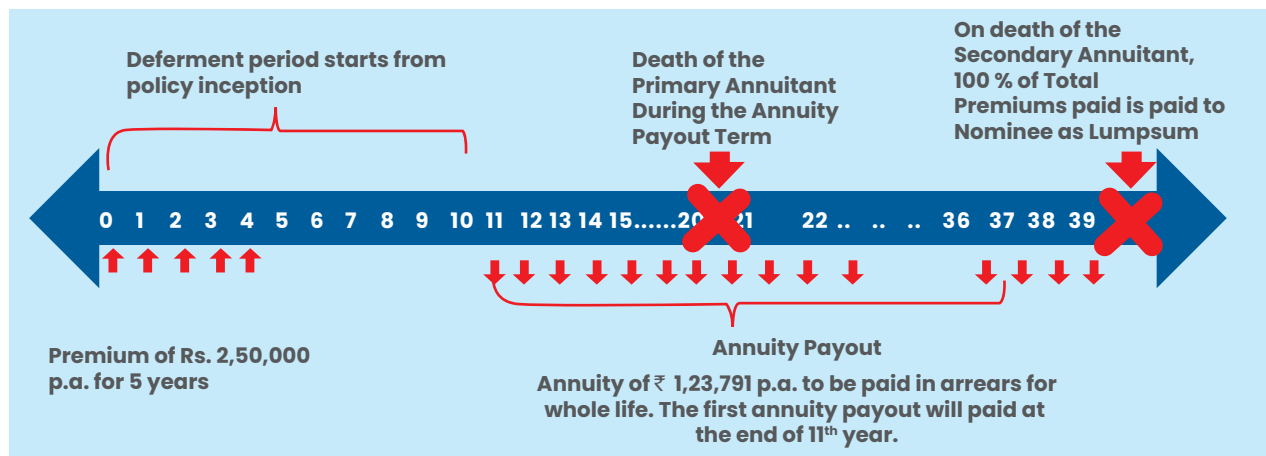 Deferment period starts from
policy inception
Death of the
Primary Annuitant
During the Annuity
Payout Term
On death of the
Secondary Annuitant,
100 % of Total
Premiums paid is paid to
Nominee as Lumpsum
0 1 2 3 4 5 6 7 8 9 10 11 12 13 14 15......20 21 22 .. .. .. 36 37 38 39
Premium of Rs. 2,50,000
p.a. for 5 years
Annuity Payout
Annuity of ₹ 1,23,791 p.a. to be paid in arrears for
whole life. The first annuity payout will paid at
the end of 11th year.